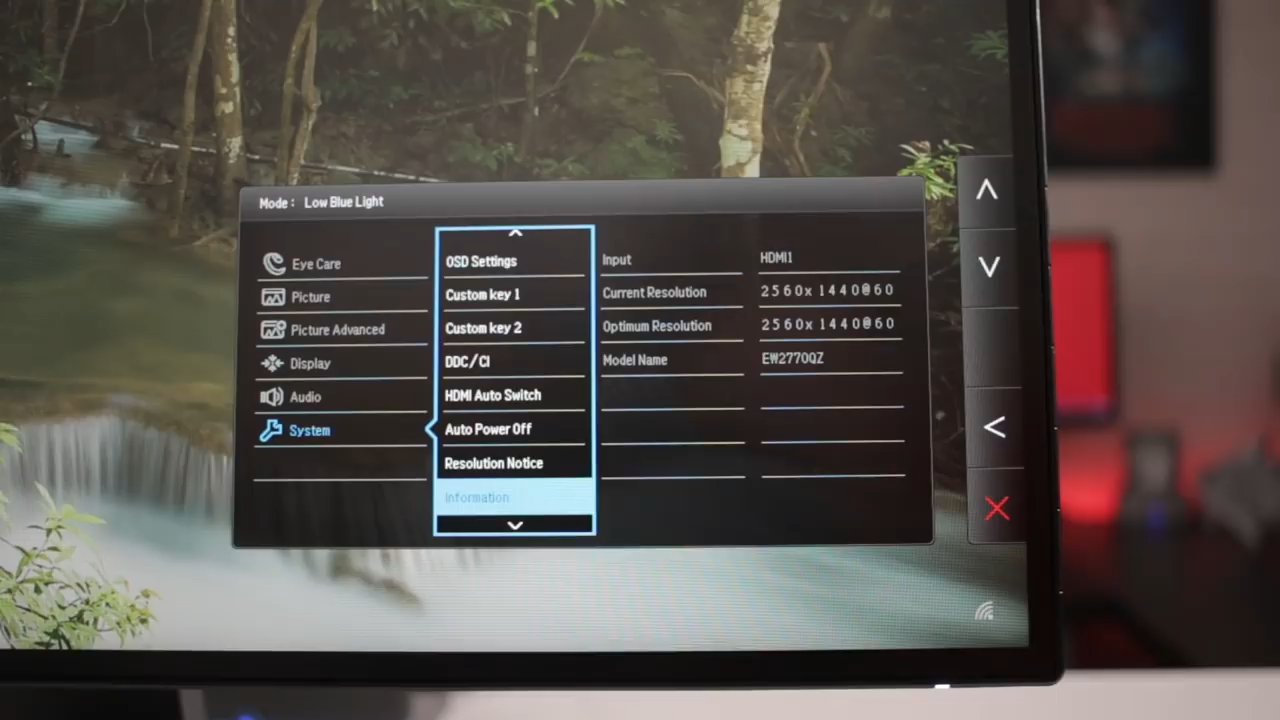 Mode : Low Blue Light
Eye Care
Picture
Picture Advanced
Display
Audio
System
OSD Settings
Custom key 1
Custom key 2
DDC/CI
HDMI Auto Switch
Auto Power Off
Resolution Notice
Information
Input HDMI1
Current Resolution 2560x1440@60
Optimum Resolution 2560x1440@60
Model Name EW2770QZ